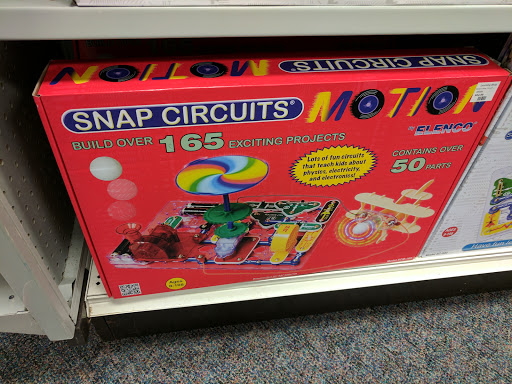 MOTION
SNAP CIRCUITS
SNAP CIRCUITS® MOTION
BY ELENCO®
BUILD OVER 165 EXCITING PROJECTS
CONTAINS OVER
50 PARTS
Lots of fun circuits
that teach kids about
physics, electricity,
and electronics!